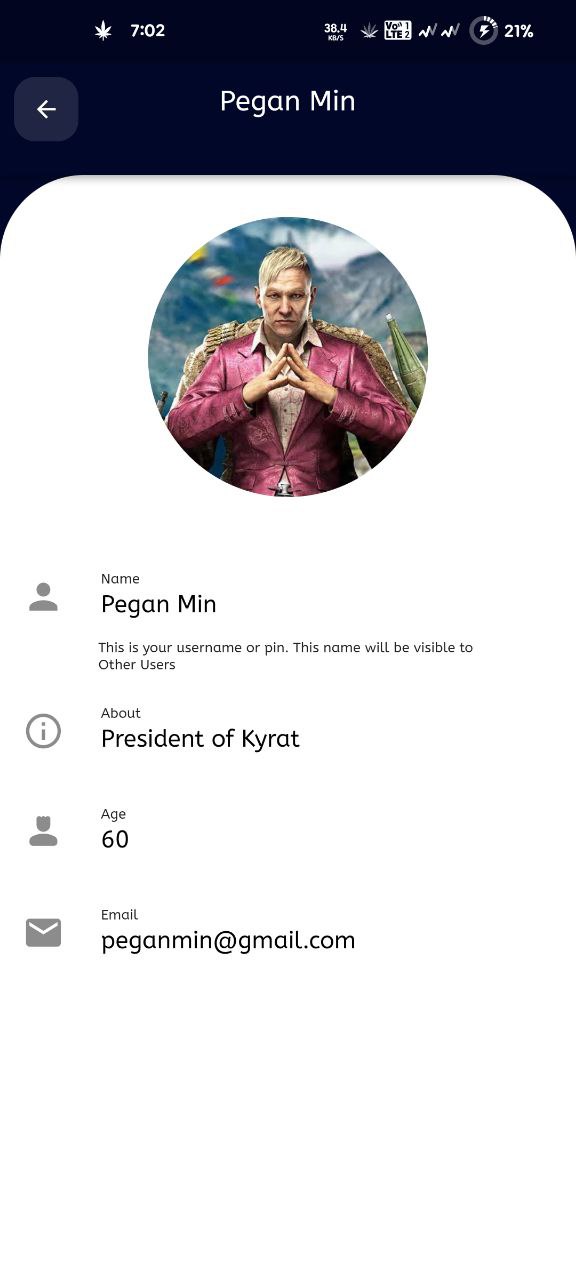 7:02
38.4
KB/S
Vo 1
LTE 2
21%
Pegan Min
Name
Pegan Min
This is your username or pin. This name will be visible to
Other Users
About
President of Kyrat
Age
60
Email
peganmin@gmail.com